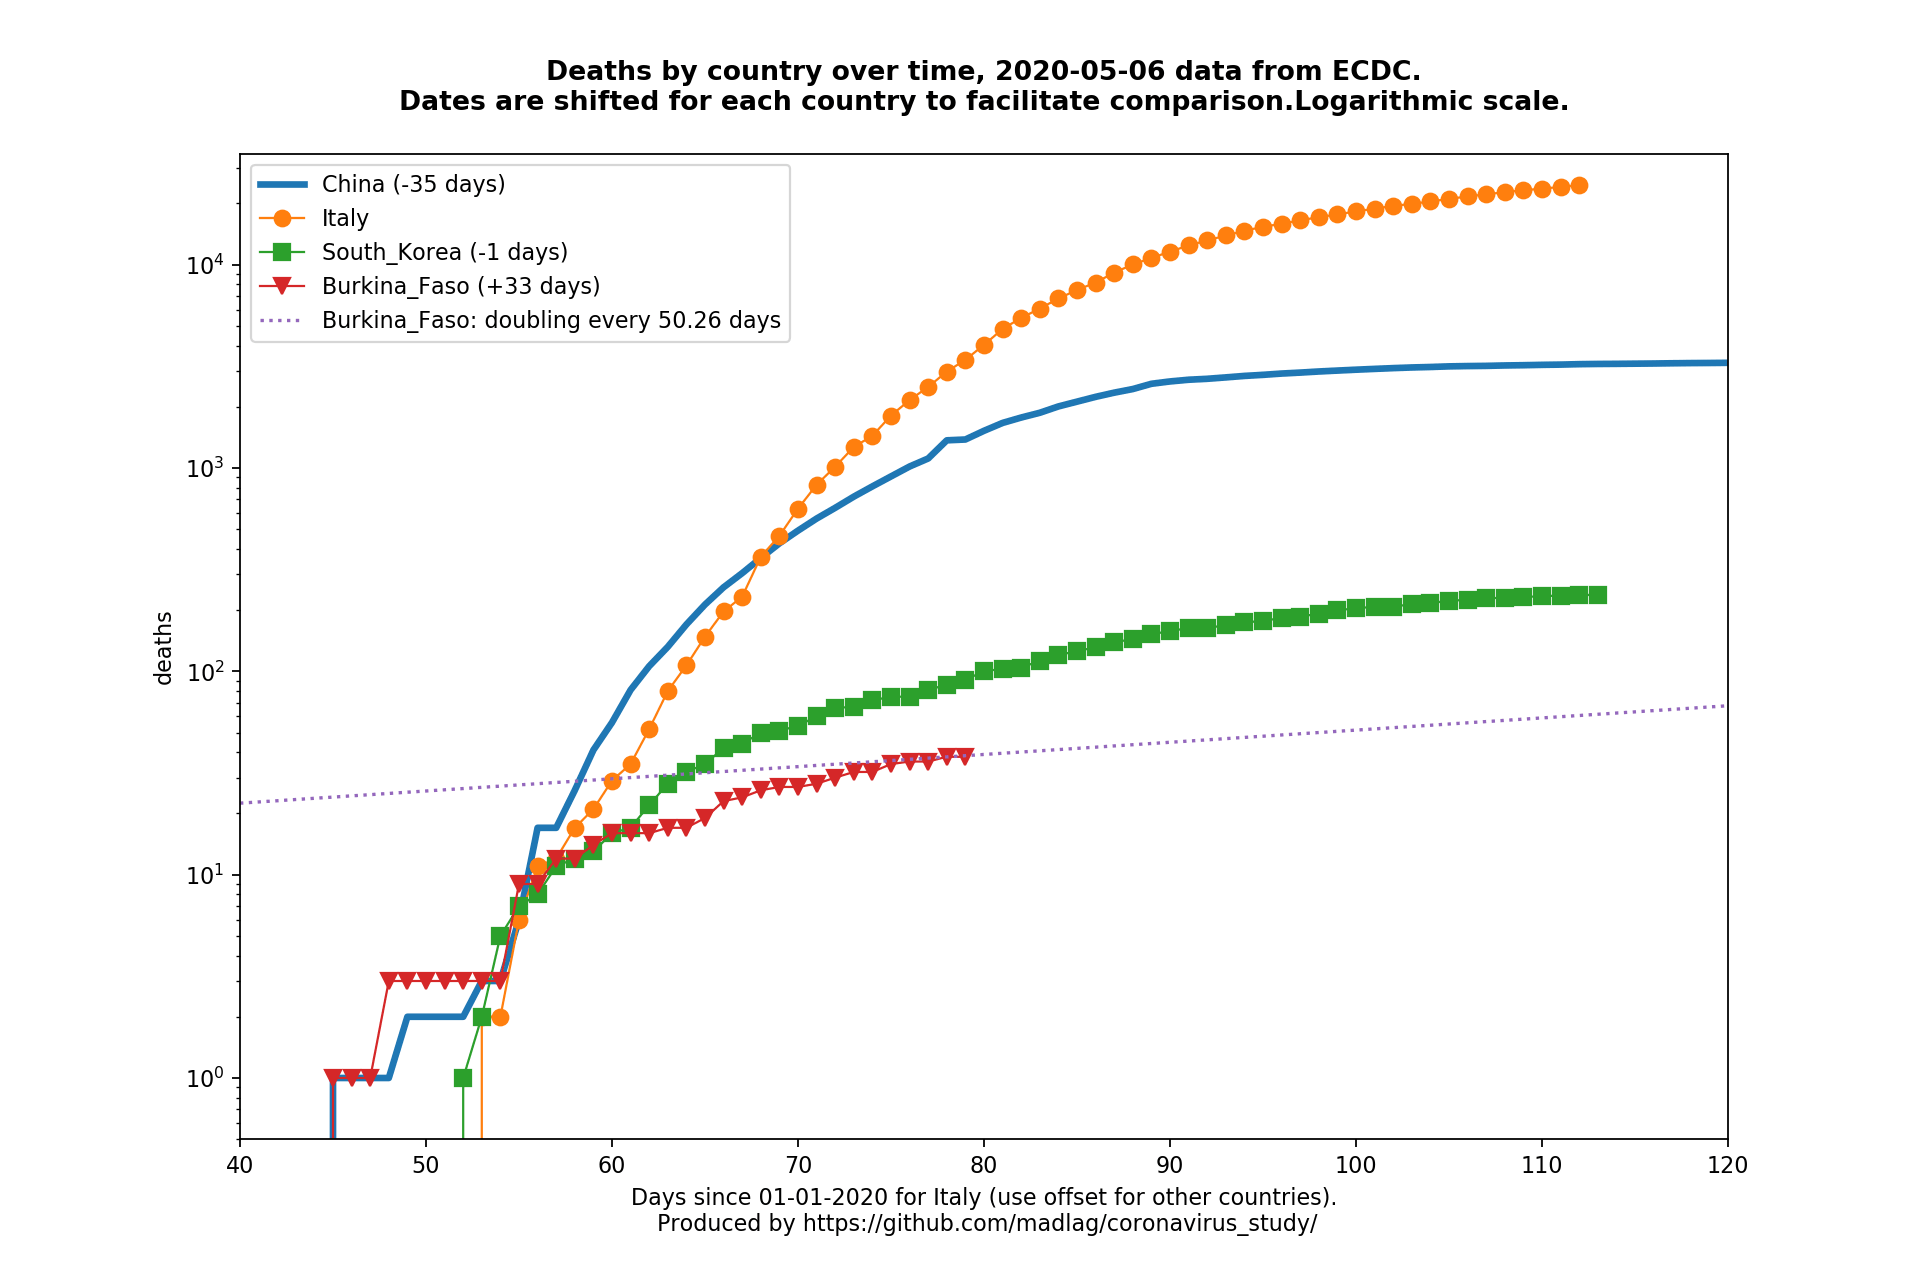 Deaths by country over time, 2020-05-06 data from ECDC.
Dates are shifted for each country to facilitate comparison.Logarithmic scale.
China (-35 days)
Italy
South_Korea (-1 days)
Burkina_Faso (+33 days)
Burkina_Faso: doubling every 50.26 days
deaths
10⁴
10³
10²
10¹
10⁰
40 50 60 70 80 90 100 110 120
Days since 01-01-2020 for Italy (use offset for other countries).
Produced by https://github.com/madlag/coronavirus_study/